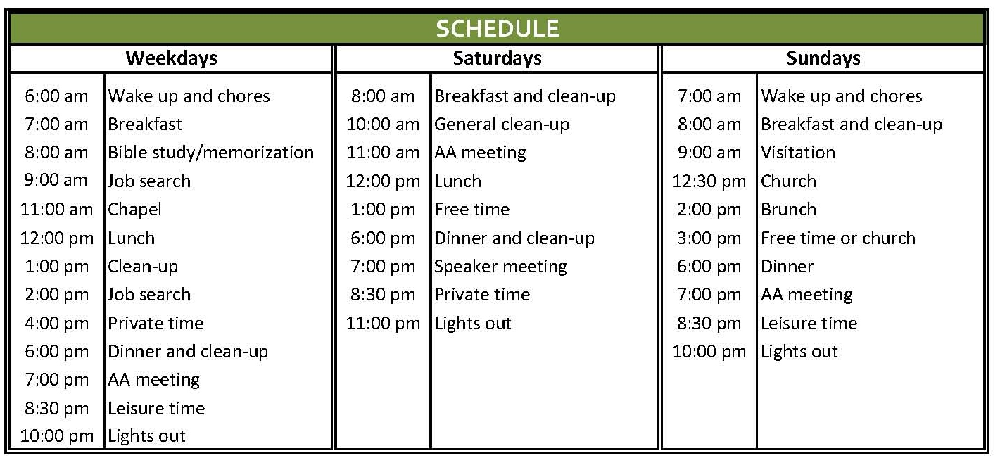 SCHEDULE
Weekdays
6:00 am Wake up and chores
7:00 am Breakfast
8:00 am Bible study/memorization
9:00 am Job search
11:00 am Chapel
12:00 pm Lunch
1:00 pm Clean-up
2:00 pm Job search
4:00 pm Private time
6:00 pm Dinner and clean-up
7:00 pm AA meeting
8:30 pm Leisure time
10:00 pm Lights out
Saturdays
8:00 am Breakfast and clean-up
10:00 am General clean-up
11:00 am AA meeting
12:00 pm Lunch
1:00 pm Free time
6:00 pm Dinner and clean-up
7:00 pm Speaker meeting
8:30 pm Private time
11:00 pm Lights out
Sundays
7:00 am Wake up and chores
8:00 am Breakfast and clean-up
9:00 am Visitation
12:30 pm Church
2:00 pm Brunch
3:00 pm Free time or church
6:00 pm Dinner
7:00 pm AA meeting
8:30 pm Leisure time
10:00 pm Lights out